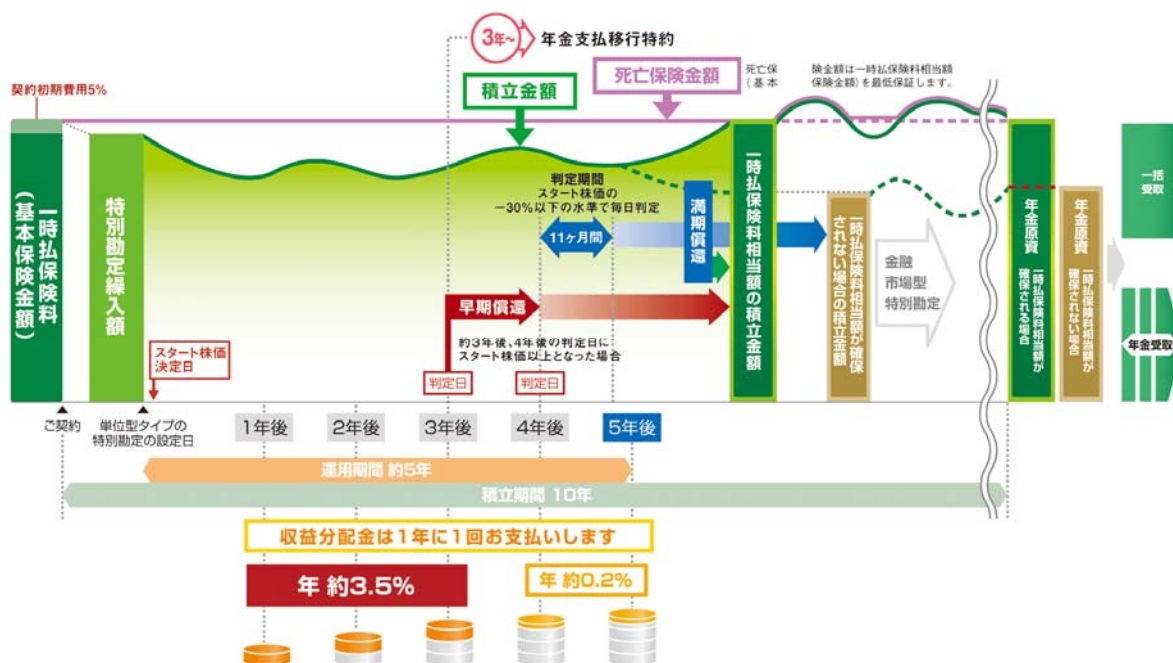 3年~
年金支払移行特約
契約初期費用5%
積立金額
死亡保険金額
死亡保
(基本
険金額は一時払保険料相当額
保険金額)を最低保証します。
一時払保険料
(基本保険金額)
特別勘定繰入額
スタート株価
決定日
判定期間
スタート株価の
−30%以下の水準で毎日判定
11ヶ月間
満期償還
早期償還
約3年後、4年後の判定日に
スタート株価以上となった場合
判定日
判定日
一時払保険料相当額の積立金額
一時払保険料相当額が確保
されない場合の積立金額
金融
市場型
特別勘定
年金原資
一時払保険料相当額が
確保される場合
年金原資
一時払保険料相当額が
確保されない場合
一括
受取
年金受取
ご契約
単位型タイプの
特別勘定の設定日
1年後
2年後
3年後
4年後
5年後
運用期間 約5年
積立期間 10年
収益分配金は1年に1回お支払いします
年 約3.5%
年 約0.2%